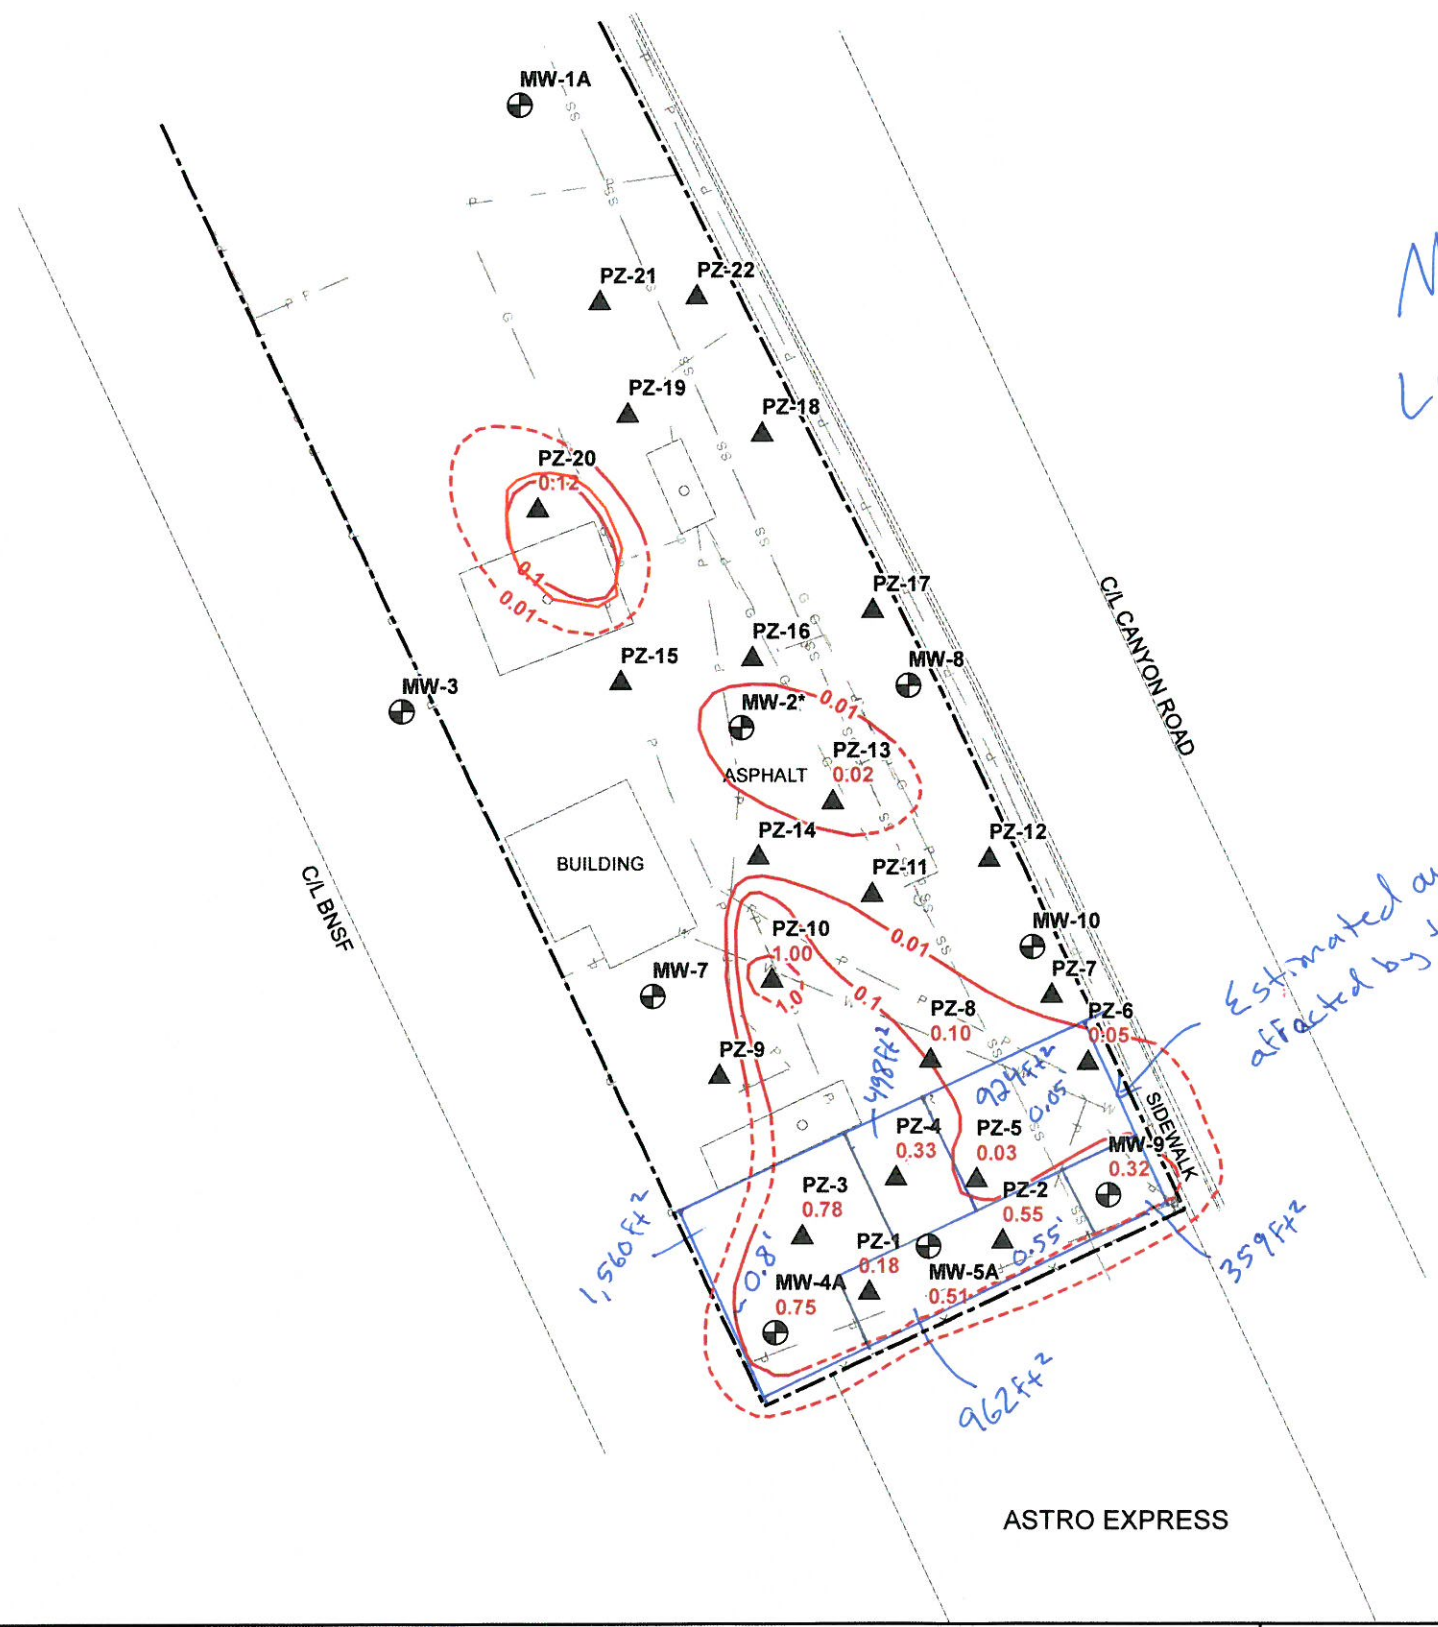 MW-1A
PZ-21
PZ-22
PZ-19
PZ-18
PZ-20
0.12
0.1
0.01
PZ-17
PZ-16
PZ-15
MW-8
MW-3
MW-2*
0.01
PZ-13
0.02
ASPHALT
C/L CANYON ROAD
PZ-14
PZ-12
BUILDING
PZ-11
C/L BNSF
PZ-10
1.00
1.0
0.01
MW-10
MW-7
PZ-7
0.1
Estimated
affected by
PZ-8
0.10
PZ-6
0.05
PZ-9
498ft²
924ft²
0.05'
SIDEWALK
PZ-4
0.33
PZ-5
0.03
MW-9
0.32
PZ-3
0.78
PZ-2
0.55
0.55'
1,560ft²
PZ-1
0.18
~0.8'
MW-4A
0.75
MW-5A
0.51
359ft²
962ft²
ASTRO EXPRESS